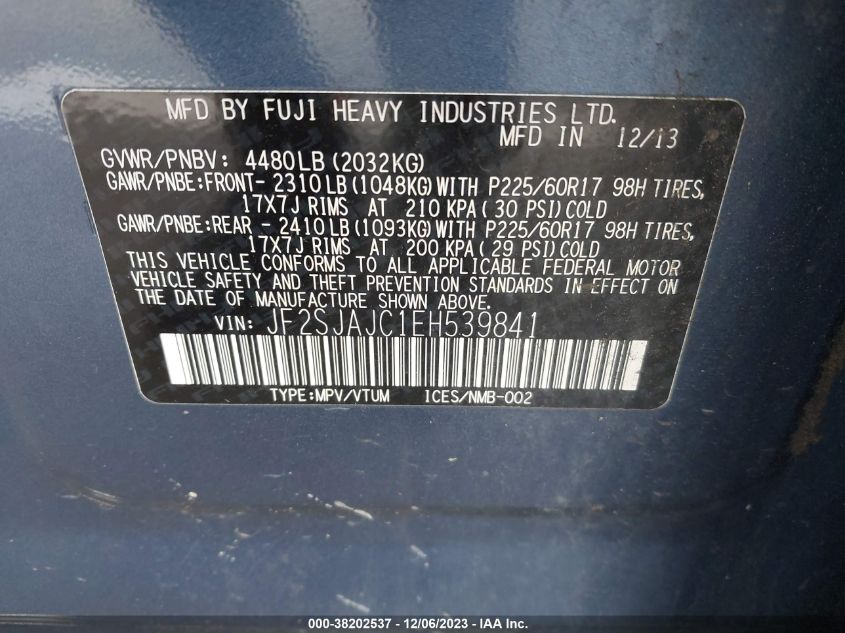 MFD BY FUJI HEAVY INDUSTRIES LTD.
MFD IN 12/13
GVWR/PNBV: 4480LB (2032KG)
GAWR/PNBE:FRONT- 2310LB (1048KG) WITH P225/60R17 98H TIRES,
17X7J RIMS AT 210 KPA (30 PSI) COLD
GAWR/PNBE:REAR - 2410LB (1093KG) WITH P225/60R17 98H TIRES,
17X7J RIMS AT 200 KPA (29 PSI) COLD
THIS VEHICLE CONFORMS TO ALL APPLICABLE FEDERAL MOTOR
VEHICLE SAFETY AND THEFT PREVENTION STANDARDS IN EFFECT ON
THE DATE OF MANUFACTURE SHOWN ABOVE.
VIN: JF2SJAJC1EH539841
TYPE:MPV/VTUM ICES/NMB-002
000-38202537 - 12/06/2023 - IAA Inc.